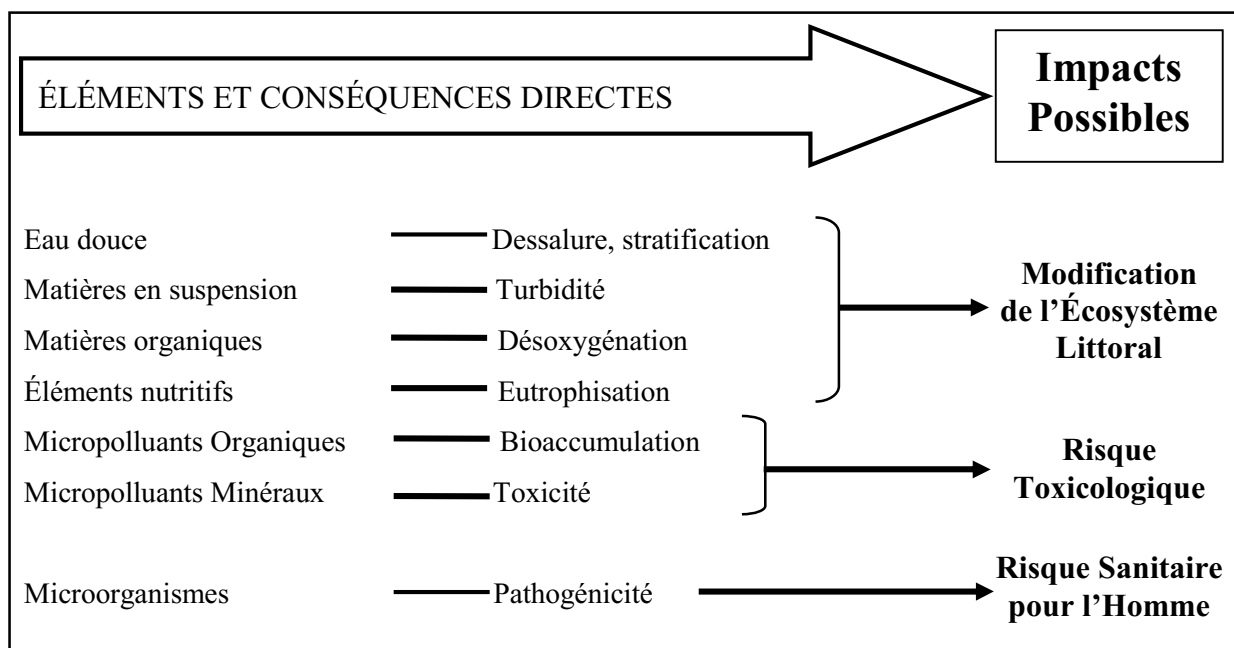 ÉLÉMENTS ET CONSÉQUENCES DIRECTES
Impacts
Possibles
Eau douce Dessalure, stratification
Matières en suspension Turbidité
Matières organiques Désoxygénation
Éléments nutritifs Eutrophisation
Modification
de l’Écosystème
Littoral
Micropolluants Organiques Bioaccumulation
Micropolluants Minéraux Toxicité
Risque
Toxicologique
Microorganismes Pathogénicité
Risque Sanitaire
pour l’Homme